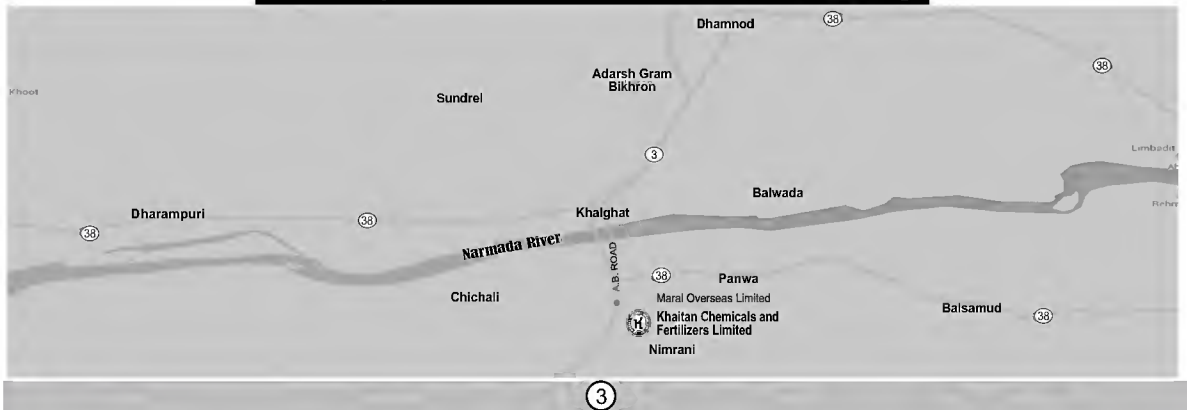 Dhamnod
38
38
Adarsh Gram
Bikhron
Khoot
Sundrel
3
Limbadit
Balwada
Dharampuri
38
38
Khalghat
Narmada River
A.B. ROAD
38
Panwa
Chichali
Maral Overseas Limited
Khaitan Chemicals and
Fertilizers Limited
Balsamud
38
Nimrani
3